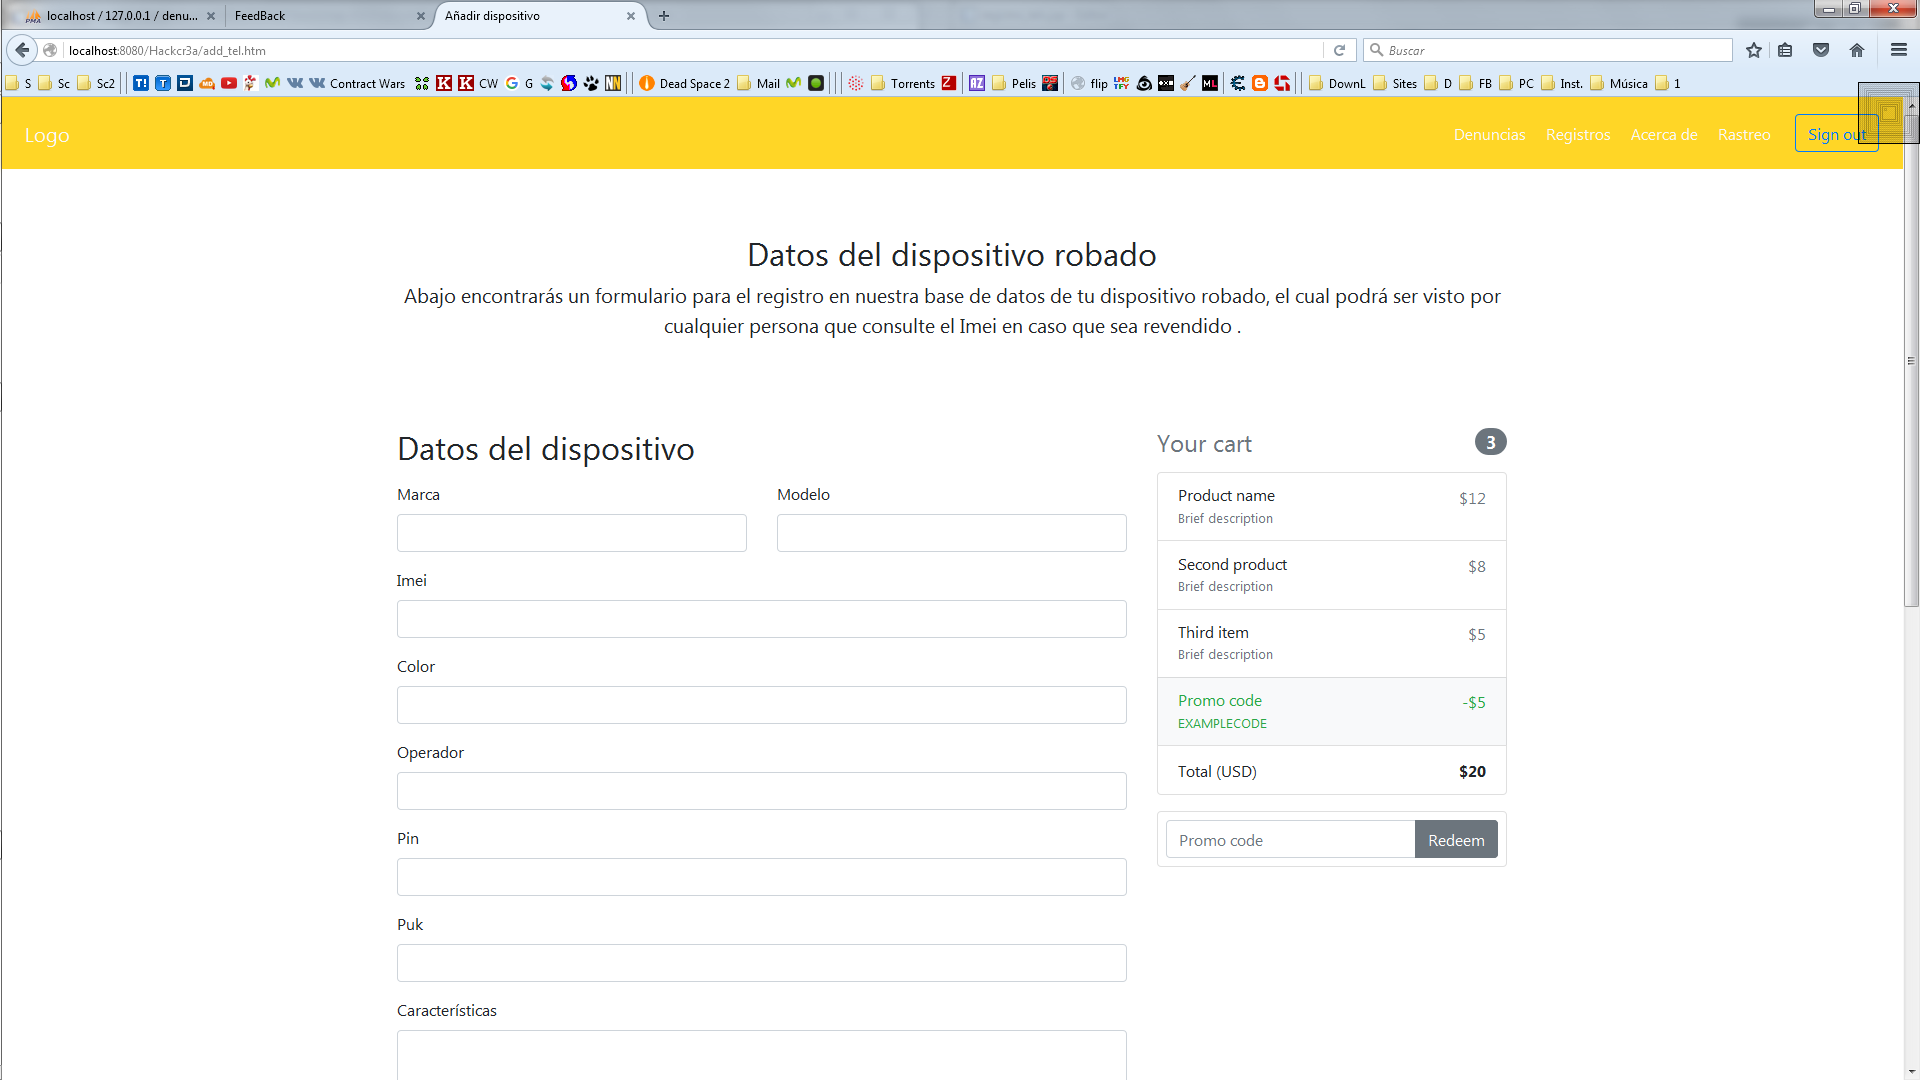 localhost / 127.0.0.1 / denu...
FeedBack
Añadir dispositivo
localhost:8080/Hackcr3a/add_tel.htm
Buscar
S Sc Sc2 Contract Wars CW G Dead Space 2 Mail Torrents Pelis flip DownL Sites D FB PC Inst. Música 1
Logo
Denuncias Registros Acerca de Rastreo Sign out
Datos del dispositivo robado
Abajo encontrarás un formulario para el registro en nuestra base de datos de tu dispositivo robado, el cual podrá ser visto por
cualquier persona que consulte el Imei en caso que sea revendido .
Datos del dispositivo
Marca Modelo
Imei
Color
Operador
Pin
Puk
Características
Your cart 3
Product name $12
Brief description
Second product $8
Brief description
Third item $5
Brief description
Promo code -$5
EXAMPLECODE
Total (USD) $20
Promo code Redeem